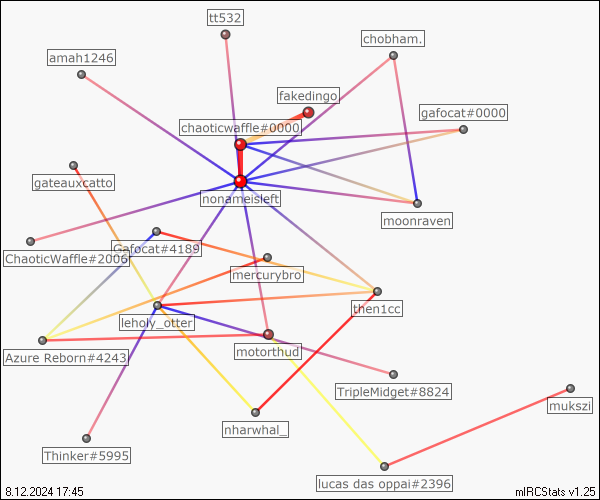 tt532
chobham.
amah1246
fakedingo
gafocat#0000
chaoticwaffle#0000
gateauxcatto
nonameisleft
moonraven
Gafocat#4189
ChaoticWaffle#2006
mercurybro
then1cc
leholy_otter
Azure Reborn#4243
motorthud
TripleMidget#8824
mukszi
nharwhal_
Thinker#5995
lucas das oppai#2396
8.12.2024 17:45
mIRCStats v1.25